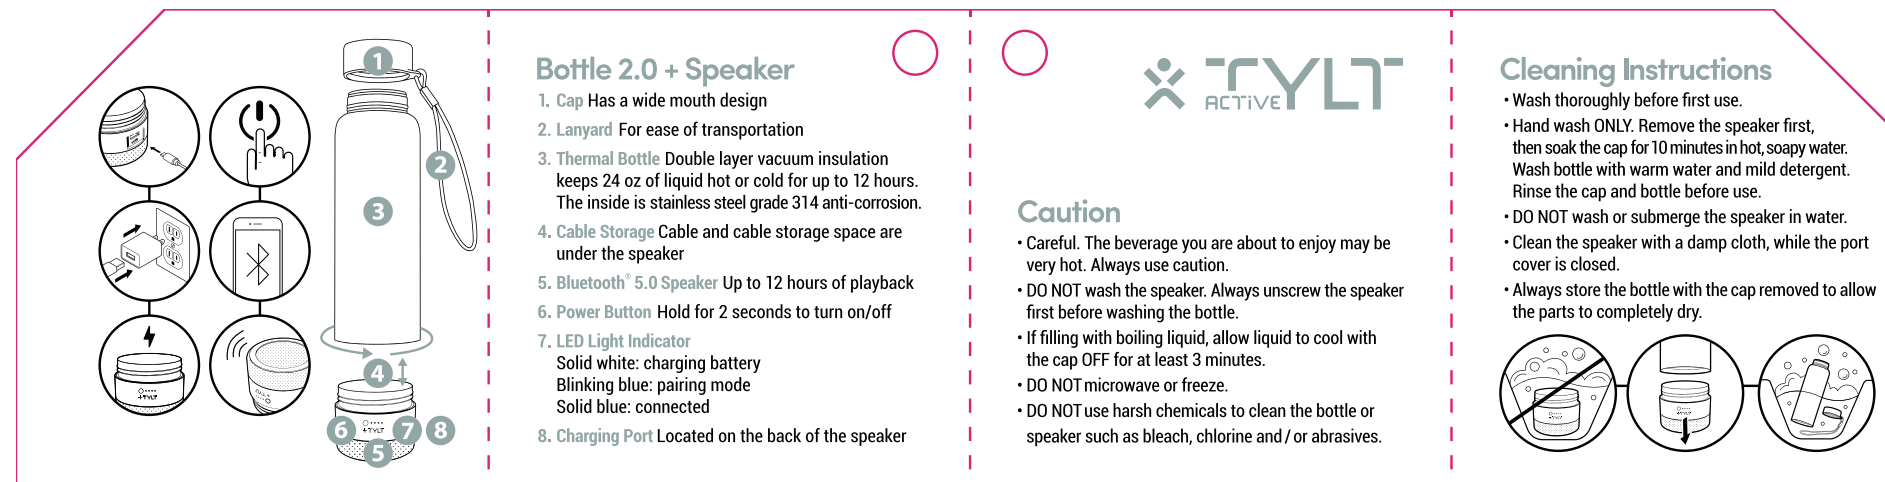 1
2
3
4
6
7
8
5
+TYLT
Bottle 2.0 + Speaker
1. Cap Has a wide mouth design
2. Lanyard For ease of transportation
3. Thermal Bottle Double layer vacuum insulation
keeps 24 oz of liquid hot or cold for up to 12 hours.
The inside is stainless steel grade 314 anti-corrosion.
4. Cable Storage Cable and cable storage space are
under the speaker
5. Bluetooth® 5.0 Speaker Up to 12 hours of playback
6. Power Button Hold for 2 seconds to turn on/off
7. LED Light Indicator
Solid white: charging battery
Blinking blue: pairing mode
Solid blue: connected
8. Charging Port Located on the back of the speaker
TYLT
ACTiVE
Caution
• Careful. The beverage you are about to enjoy may be
very hot. Always use caution.
• DO NOT wash the speaker. Always unscrew the speaker
first before washing the bottle.
• If filling with boiling liquid, allow liquid to cool with
the cap OFF for at least 3 minutes.
• DO NOT microwave or freeze.
• DO NOT use harsh chemicals to clean the bottle or
speaker such as bleach, chlorine and / or abrasives.
Cleaning Instructions
• Wash thoroughly before first use.
• Hand wash ONLY. Remove the speaker first,
then soak the cap for 10 minutes in hot, soapy water.
Wash bottle with warm water and mild detergent.
Rinse the cap and bottle before use.
• DO NOT wash or submerge the speaker in water.
• Clean the speaker with a damp cloth, while the port
cover is closed.
• Always store the bottle with the cap removed to allow
the parts to completely dry.